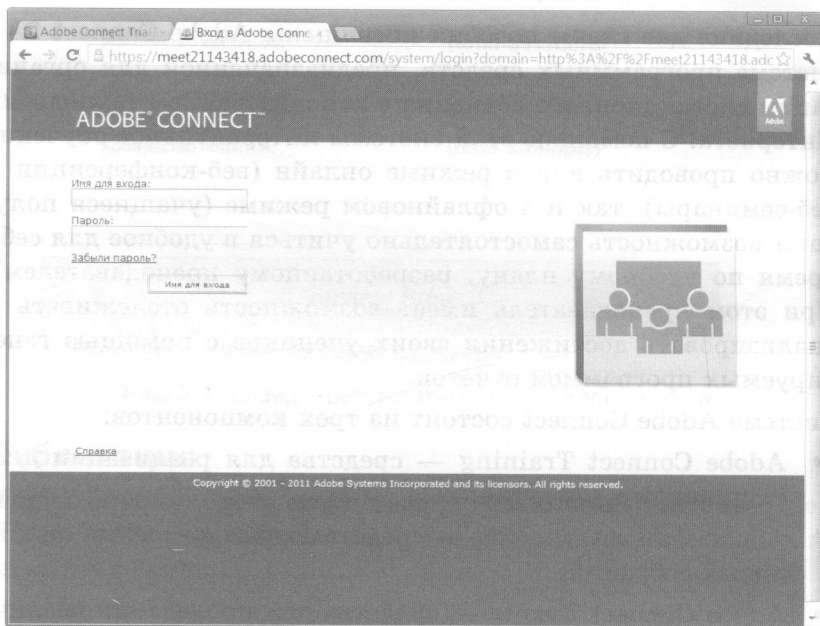 Adobe Connect Trial
Вход в Adobe Conne
https://meet21143418.adobeconnect.com/system/login?domain=http%3A%2F%2Fmeet21143418.adc
ADOBE® CONNECT™
Adobe
Имя для входа:
Пароль:
Забыли пароль?
Имя для входа
Справка
Copyright © 2001 - 2011 Adobe Systems Incorporated and its licensors. All rights reserved.